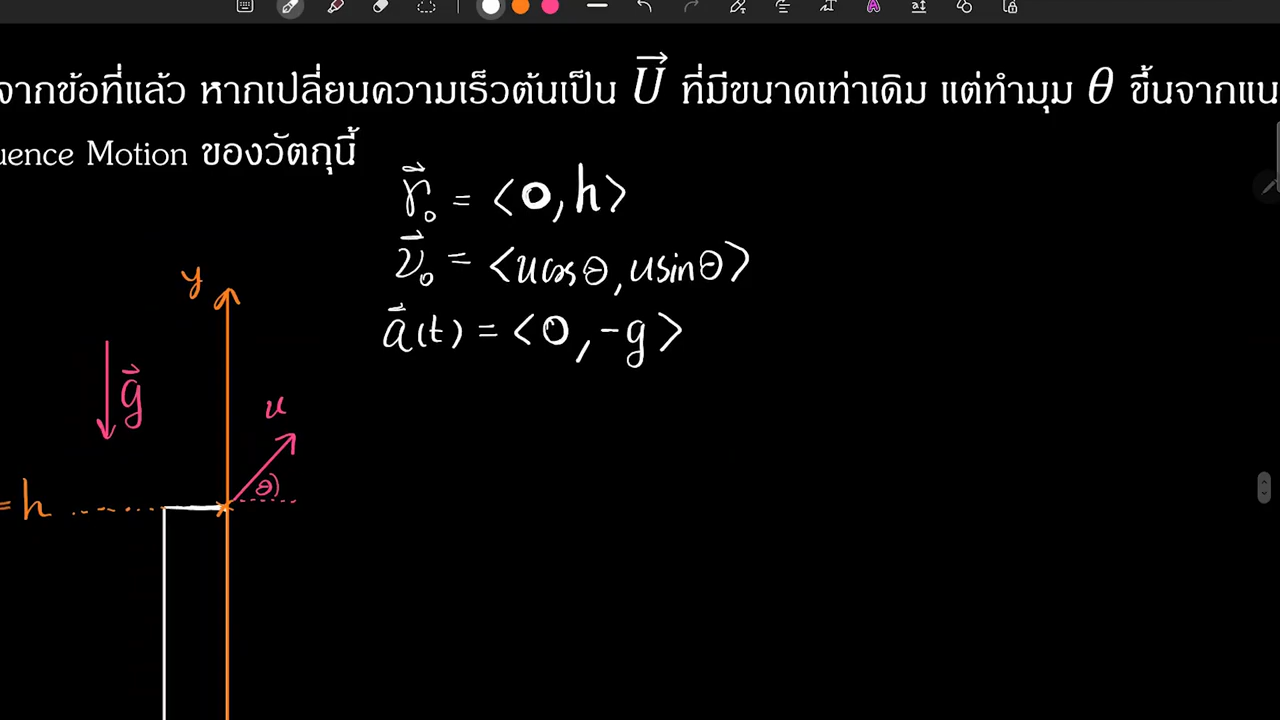 จากข้อที่แล้ว หากเปลี่ยนความเร็วต้นเป็น U⃗ ที่มีขนาดเท่าเดิม แต่ทำมุม θ ขึ้นจากแน
uence Motion ของวัตถุนี้
r⃗₀ = <0, h>
v⃗₀ = <u cosθ, u sinθ>
a⃗(t) = <0, -g>
y
g⃗
u
θ
= h